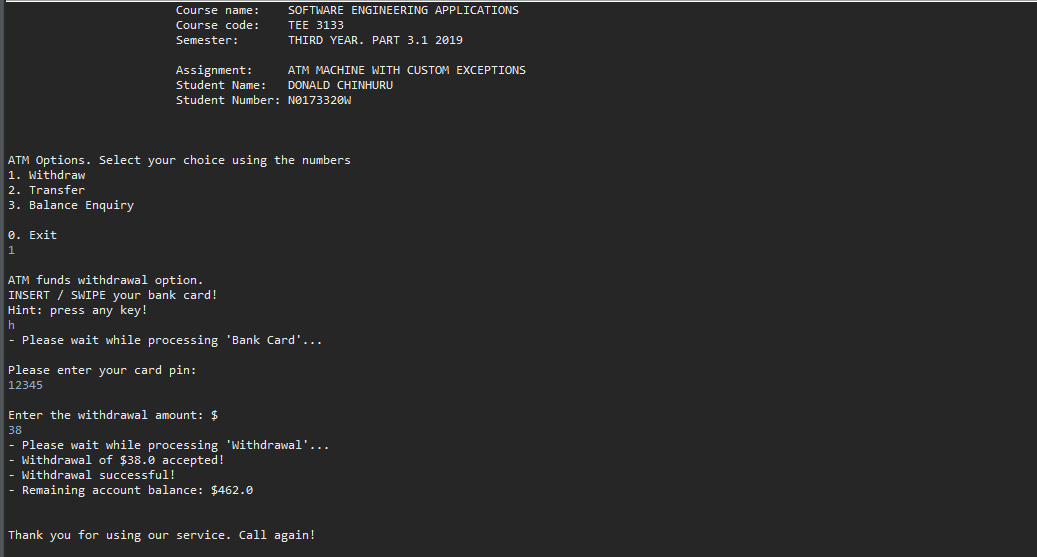 Course name: SOFTWARE ENGINEERING APPLICATIONS
Course code: TEE 3133
Semester: THIRD YEAR. PART 3.1 2019
Assignment: ATM MACHINE WITH CUSTOM EXCEPTIONS
Student Name: DONALD CHINHURU
Student Number: N0173320W
ATM Options. Select your choice using the numbers
1. Withdraw
2. Transfer
3. Balance Enquiry
0. Exit
1
ATM funds withdrawal option.
INSERT / SWIPE your bank card!
Hint: press any key!
h
- Please wait while processing 'Bank Card'...
Please enter your card pin:
12345
Enter the withdrawal amount: $
38
- Please wait while processing 'Withdrawal'...
- Withdrawal of $38.0 accepted!
- Withdrawal successful!
- Remaining account balance: $462.0
Thank you for using our service. Call again!